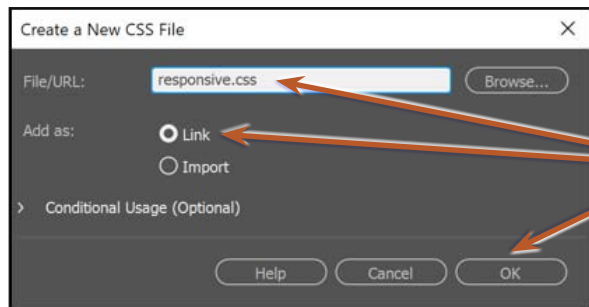 Create a New CSS File
File/URL: responsive.css Browse...
Add as: Link
Import
Conditional Usage (Optional)
Help Cancel OK